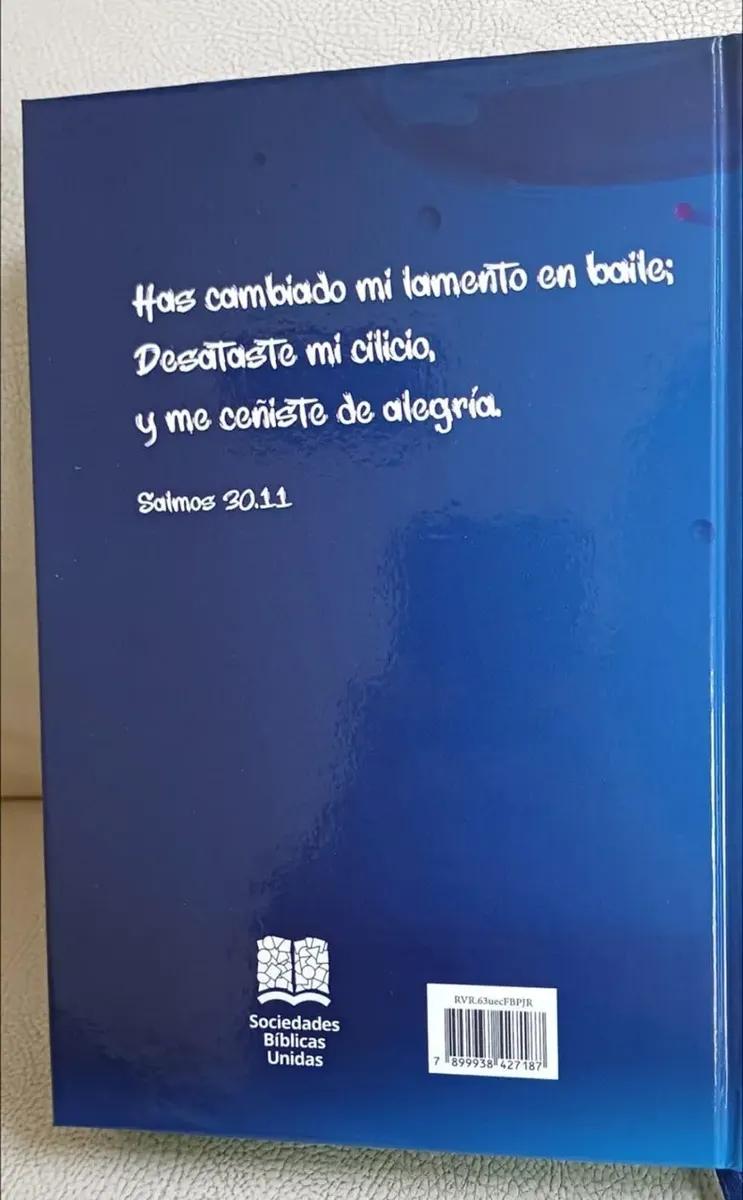 Has cambiado mi lamento en baile;
Desataste mi cilicio,
y me ceñiste de alegría.
Salmos 30.11
Sociedades
Bíblicas
Unidas
RVR.63uecFBPJR
7 899938 427187